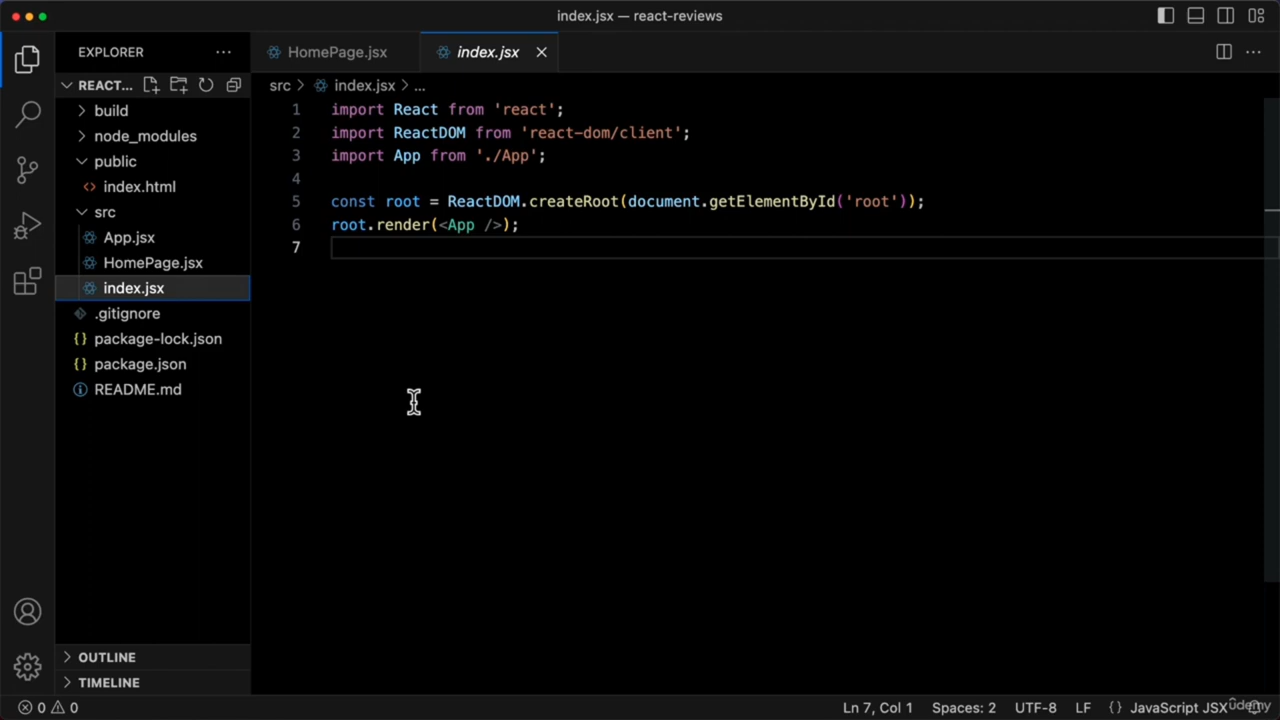 index.jsx — react-reviews
EXPLORER
HomePage.jsx
index.jsx
REACT...
src > index.jsx > ...
build
node_modules
public
index.html
src
App.jsx
HomePage.jsx
index.jsx
.gitignore
package-lock.json
package.json
README.md
1 import React from 'react';
2 import ReactDOM from 'react-dom/client';
3 import App from './App';
4
5 const root = ReactDOM.createRoot(document.getElementById('root'));
6 root.render(<App />);
7
OUTLINE
TIMELINE
0 0
Ln 7, Col 1 Spaces: 2 UTF-8 LF {} JavaScript JSX
udemy